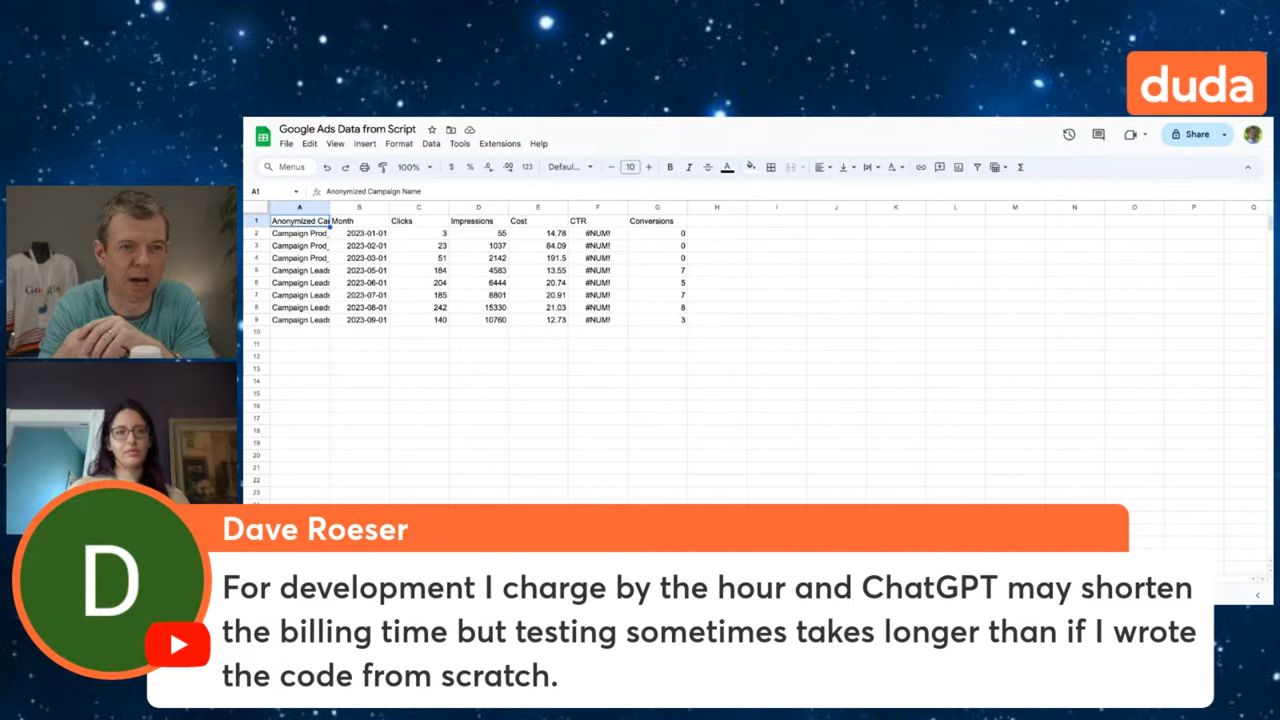 duda
Google Ads Data from Script
File Edit View Insert Format Data Tools Extensions Help
Share
Menus 100% $ % .0 .00 123 Defaul... 10 B I A
A1 fx Anonymized Campaign Name
A B C D E F G H I J K L M N O P Q
1 Anonymized Ca Month Clicks Impressions Cost CTR Conversions
2 Campaign Prod_ 2023-01-01 3 55 14.78 #NUM! 0
3 Campaign Prod_ 2023-02-01 23 1037 84.09 #NUM! 0
4 Campaign Prod_ 2023-03-01 51 2142 191.5 #NUM! 0
5 Campaign Leads 2023-05-01 184 4583 13.55 #NUM! 7
6 Campaign Leads 2023-06-01 204 6444 20.74 #NUM! 5
7 Campaign Leads 2023-07-01 185 8801 20.91 #NUM! 7
8 Campaign Leads 2023-08-01 242 15330 21.03 #NUM! 8
9 Campaign Leads 2023-09-01 140 10760 12.73 #NUM! 3
10
11
12
13
14
15
16
17
18
19
20
21
22
23
Google
D
Dave Roeser
For development I charge by the hour and ChatGPT may shorten
the billing time but testing sometimes takes longer than if I wrote
the code from scratch.